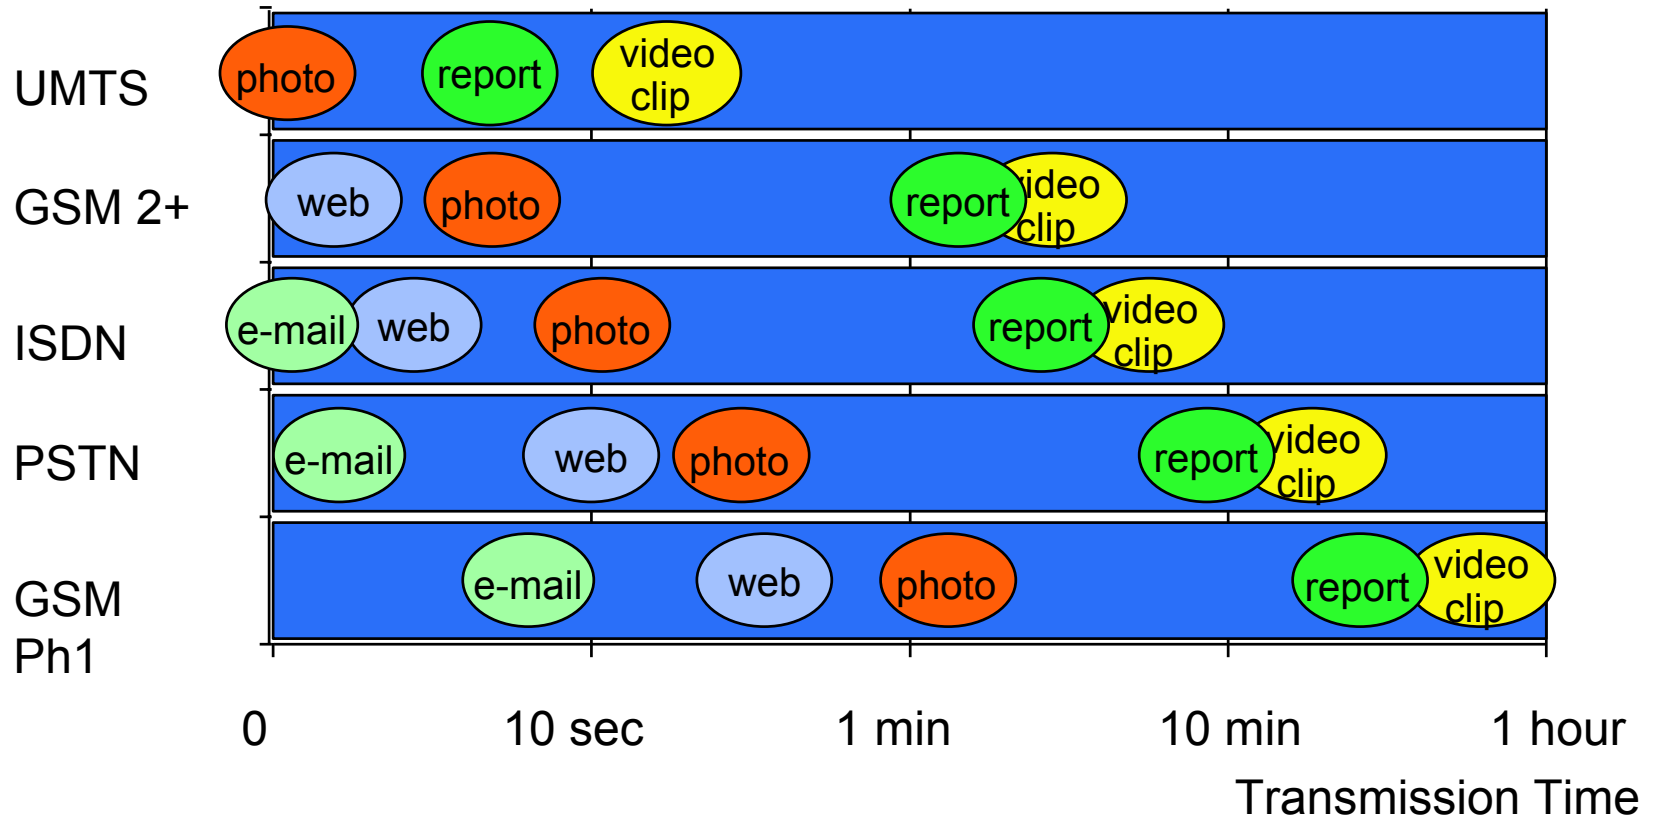 UMTS
photo
report
video
clip
GSM 2+
web
photo
report
video
clip
ISDN
e-mail
web
photo
report
video
clip
PSTN
e-mail
web
photo
report
video
clip
GSM
Ph1
e-mail
web
photo
report
video
clip
0 10 sec 1 min 10 min 1 hour
Transmission Time